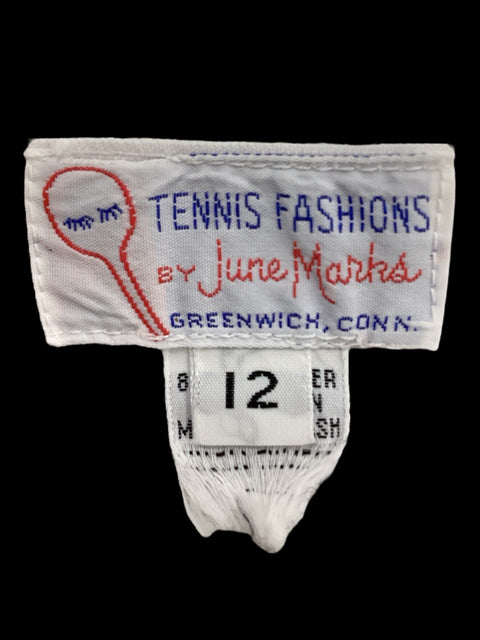 TENNIS FASHIONS
BY June Marks
GREENWICH, CONN.
12